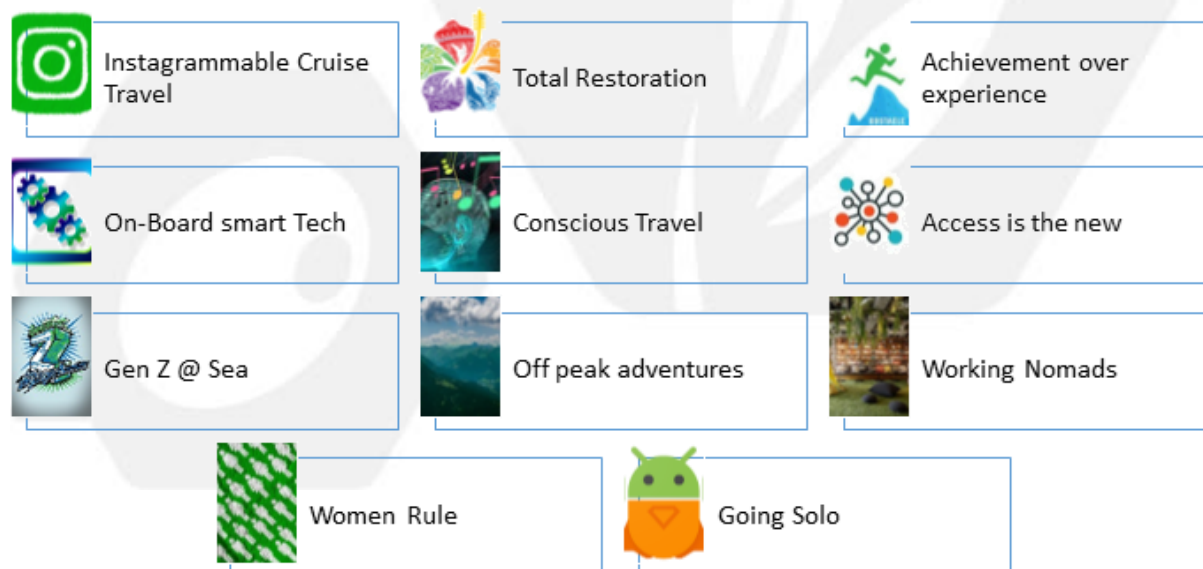 Instagrammable Cruise
Travel
Total Restoration
Achievement over
experience
OBSTACLE
On-Board smart Tech
Conscious Travel
Access is the new
Gen Z @ Sea
Off peak adventures
Working Nomads
Women Rule
Going Solo